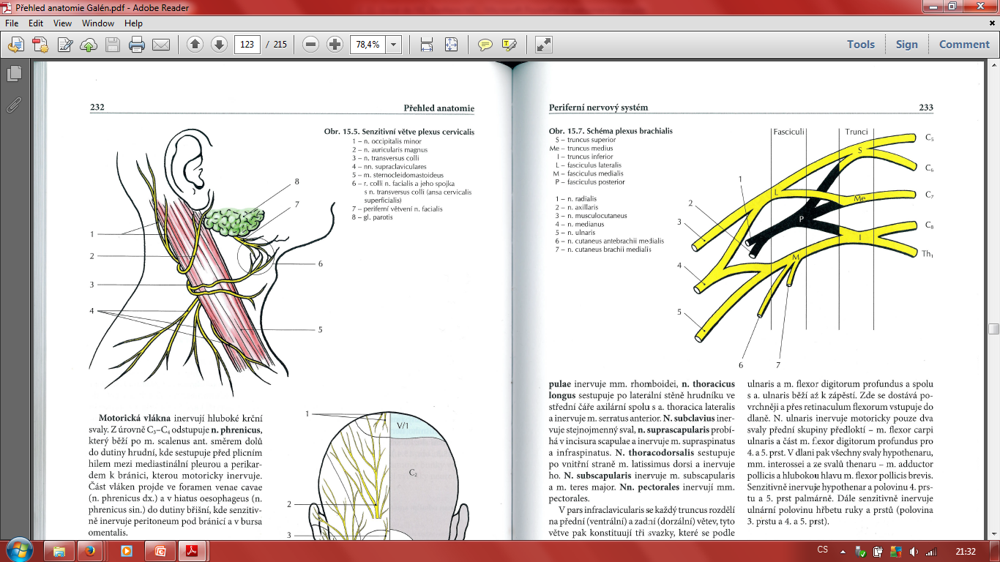 Přehled anatomie Galén.pdf - Adobe Reader
File Edit View Window Help
123 / 215 78,4% Tools Sign Comment
232 Přehled anatomie
Obr. 15.5. Senzitivní větve plexus cervicalis
1 – n. occipitalis minor
2 – n. auricularis magnus
3 – n. transversus colli
4 – nn. supraclaviculares
5 – m. sternocleidomastoideus
6 – r. colli n. facialis a jeho spojka
s n. transversus colli (ansa cervicalis
superficialis)
7 – periferní větvení n. facialis
8 – gl. parotis
8
7
1
2
6
3
4
5
Motorická vlákna inervují hluboké krční
svaly. Z úrovně C3–C4 odstupuje n. phrenicus,
který běží po m. scalenus ant. směrem dolů
do dutiny hrudní, kde sestupuje před plicním
hilem mezi mediastinální pleurou a perikar-
dem k bránici, kterou motoricky inervuje.
Část vláken projde ve foramen venae cavae
(n. phrenicus dx.) a v hiatus oesophageus (n.
phrenicus sin.) do dutiny břišní, kde senzitiv-
ně inervuje peritoneum pod bránicí a v bursa
omentalis.
1
V/1
C2
2
3
Periferní nervový systém 233
Obr. 15.7. Schéma plexus brachialis
S – truncus superior
Me – truncus medius
I – truncus inferior
L – fasciculus lateralis
M – fasciculus medialis
P – fasciculus posterior
1 – n. radialis
2 – n. axillaris
3 – n. musculocutaneus
4 – n. medianus
5 – n. ulnaris
6 – n. cutaneus antebrachii medialis
7 – n. cutaneus brachii medialis
Fasciculi Trunci
C5
S
C6
1
L
C7
Me
2
P
3
C8
I
Th1
M
4
5
6 7
pulae inervuje mm. rhomboidei, n. thoracicus
longus sestupuje po laterální stěně hrudníku ve
střední čáře axilární spolu s a. thoracica lateralis
a inervuje m. serratus anterior. N. subclavius iner-
vuje stejnojmenný sval, n. suprascapularis probí-
há v incisura scapulae a inervuje m. supraspinatus
a infraspinatus. N. thoracodorsalis sestupuje
po vnitřní straně m. latissimus dorsi a inervuje
ho. N. subscapularis inervuje m. subscapularis
a m. teres major. Nn. pectorales inervují mm.
pectorales.
V pars infraclavicularis se každý truncus rozdělí
na přední (ventrální) a zadní (dorzální) větev, tyto
větve pak konstituují tři svazky, které se podle
ulnaris a m. flexor digitorum profundus a spolu
s a. ulnaris běží až k zápěstí. Zde se dostává po-
vrchněji a přes retinaculum flexorum vstupuje do
dlaně. N. ulnaris inervuje motoricky pouze dva
svaly přední skupiny předloktí – m. flexor carpi
ulnaris a část m. flexor digitorum profundus pro
4. a 5. prst. V dlani pak všechny svaly hypothenaru,
mm. interossei a ze svalů thenaru – m. adductor
pollicis a hlubokou hlavu m. flexor pollicis brevis.
Senzitivně inervuje hypothenar a polovinu 4. prs-
tu a 5. prst palmárně. Dále senzitivně inervuje
ulnární polovinu hřbetu ruky a prstů (polovina
3. prstu a 4. a 5. prst).
CS 21:32